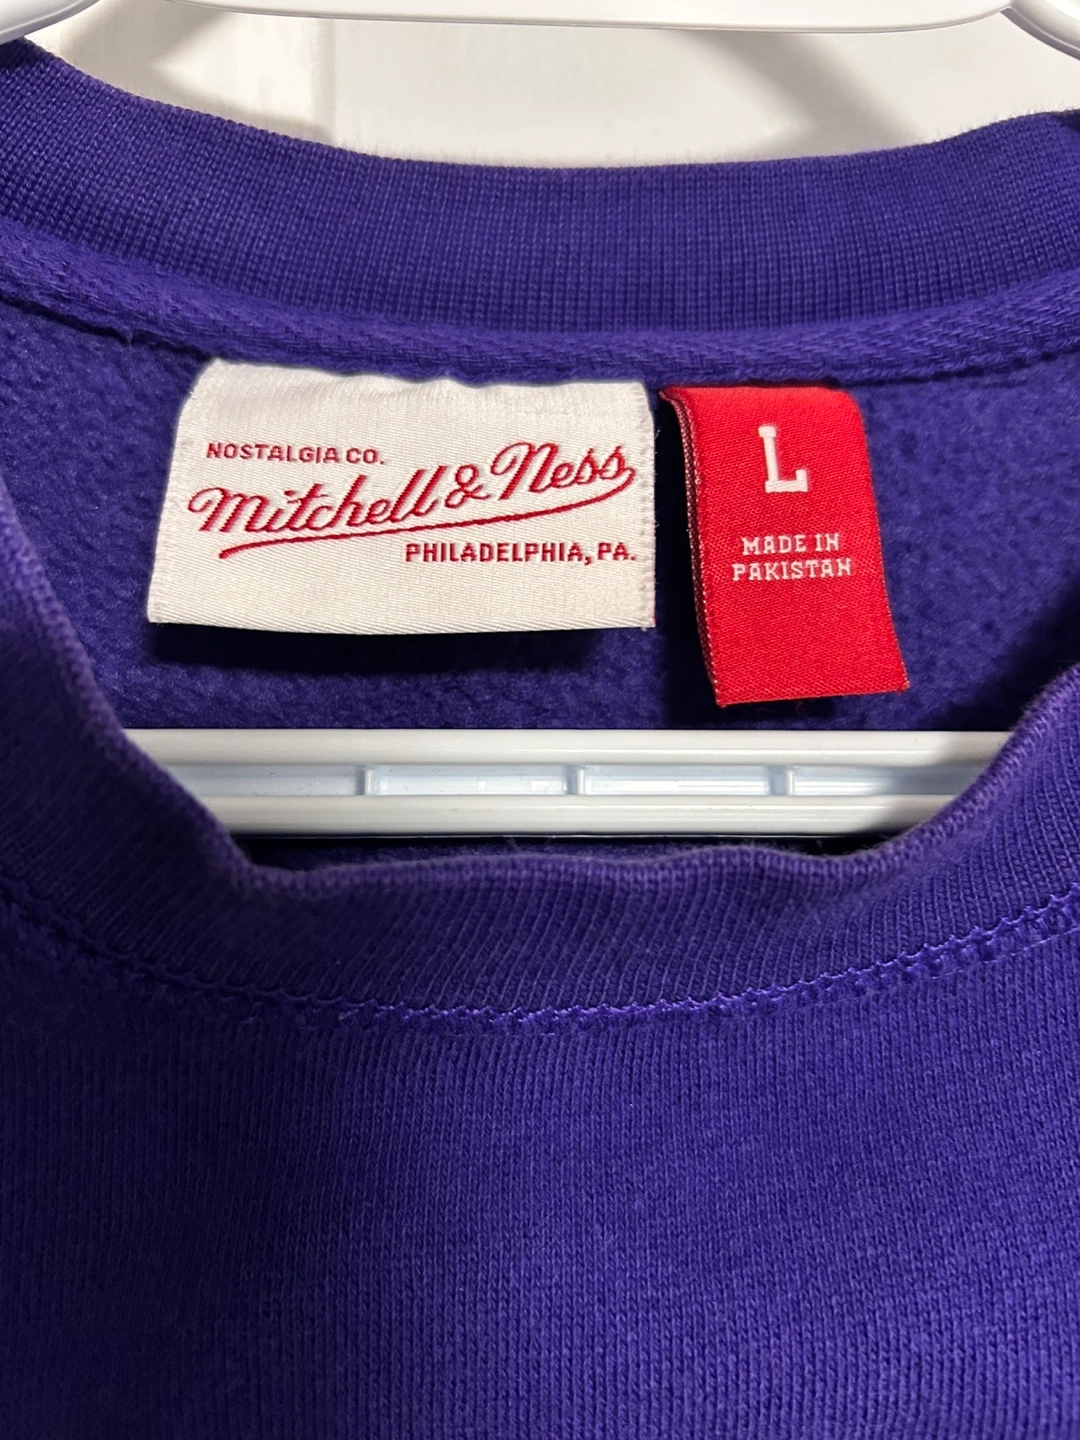 NOSTALGIA CO.
Mitchell & Ness
PHILADELPHIA, PA.
L
MADE IN
PAKISTAN